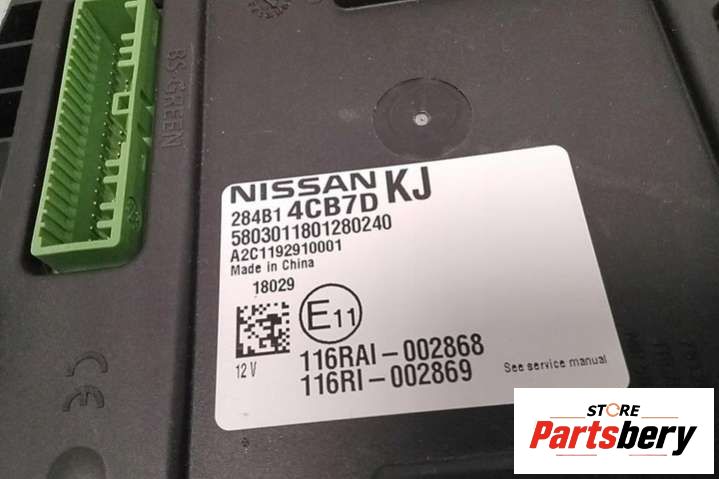 BS-GREEN
NISSAN KJ
284B1 4CB7D
5803011801280240
A2C1192910001
Made in China
18029
E11
12 V
116RAI-002868
116RI-002869
See service manual
CE
STORE
Partsbery